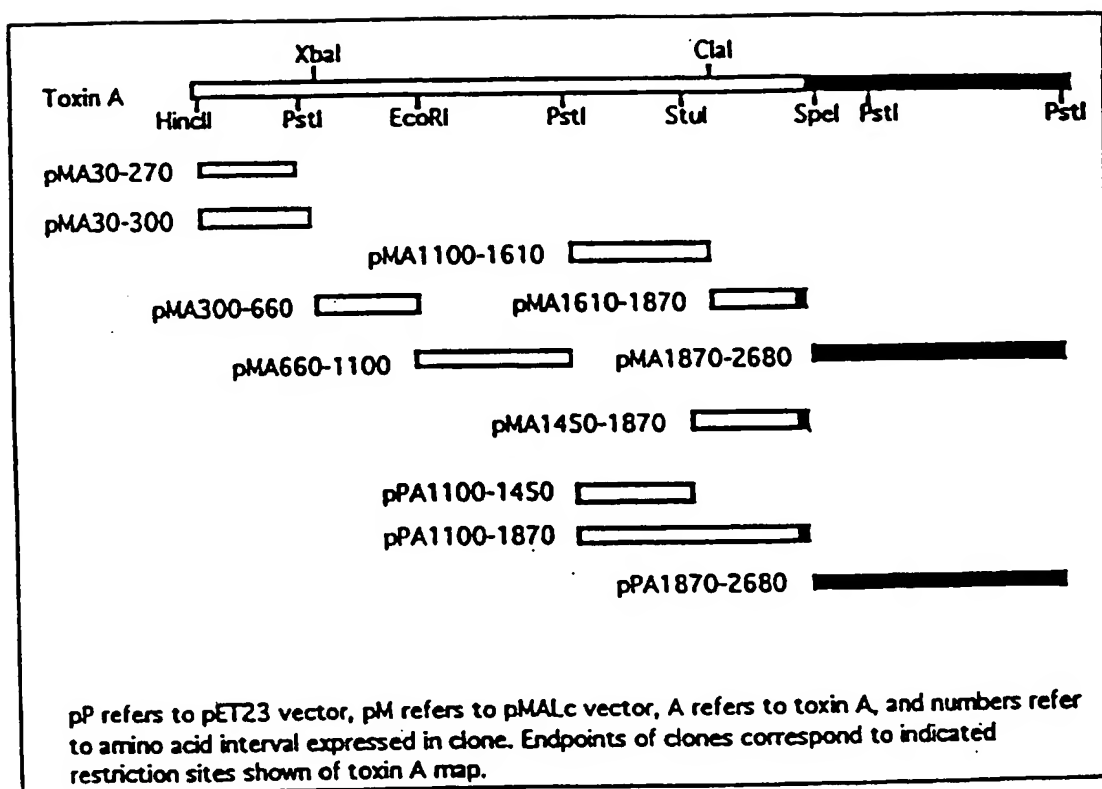 XbaI ClaI
Toxin A
HincII PstI EcoRI PstI StuI SpeI PstI PstI
pMA30-270
pMA30-300
pMA1100-1610
pMA300-660 pMA1610-1870
pMA660-1100 pMA1870-2680
pMA1450-1870
pPA1100-1450
pPA1100-1870
pPA1870-2680
pP refers to pET23 vector, pM refers to pMALc vector, A refers to toxin A, and numbers refer
to amino acid interval expressed in clone. Endpoints of clones correspond to indicated
restriction sites shown of toxin A map.